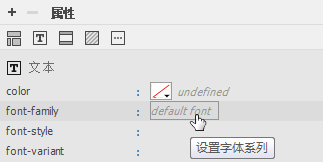 属性
文本
color : undefined
font-family : default font
font-style :
font-variant :
设置字体系列